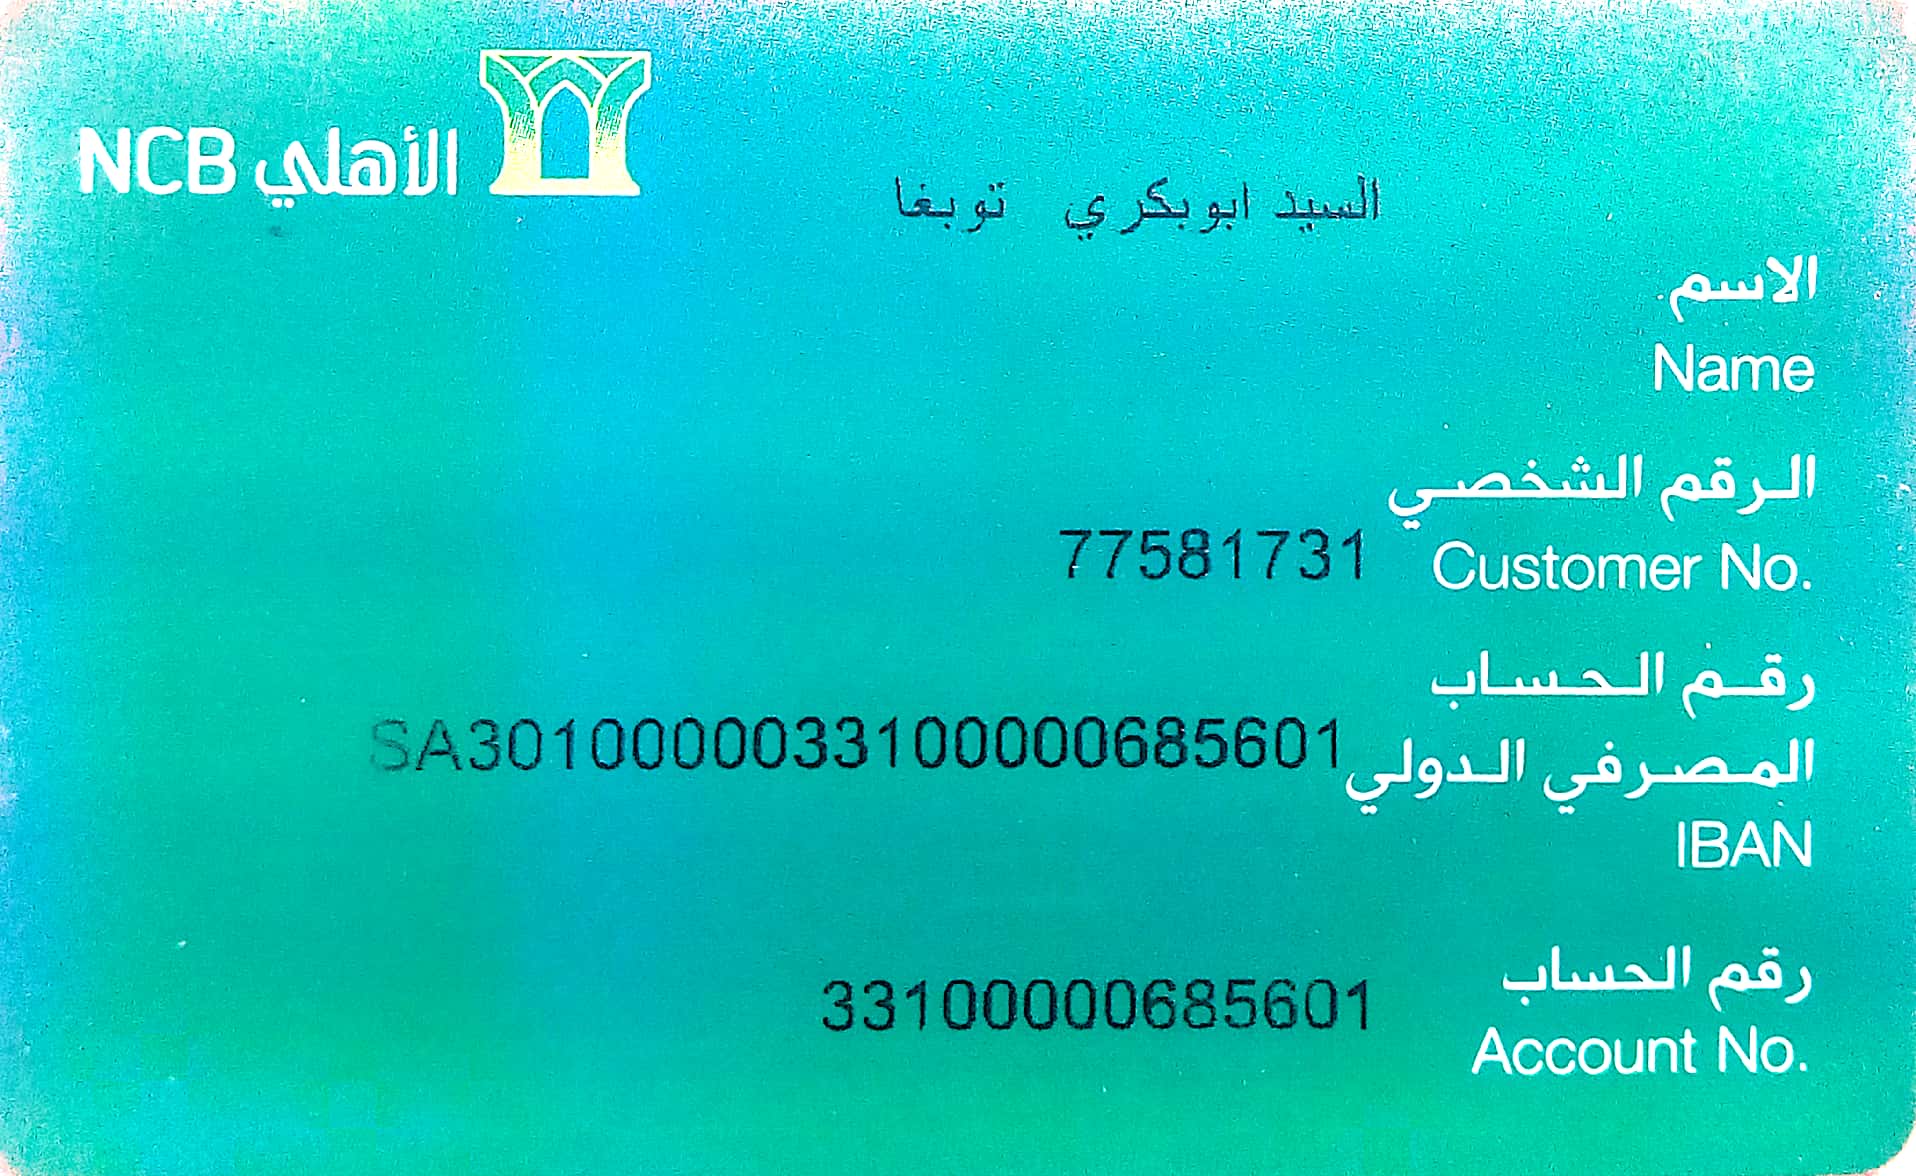 NCB الأهلي
السيد ابوبكري توبغا
الاسم
Name
الرقم الشخصي
77581731 Customer No.
رقم الحساب
SA3010000033100000685601 المصرفي الدولي
IBAN
رقم الحساب
33100000685601
Account No.